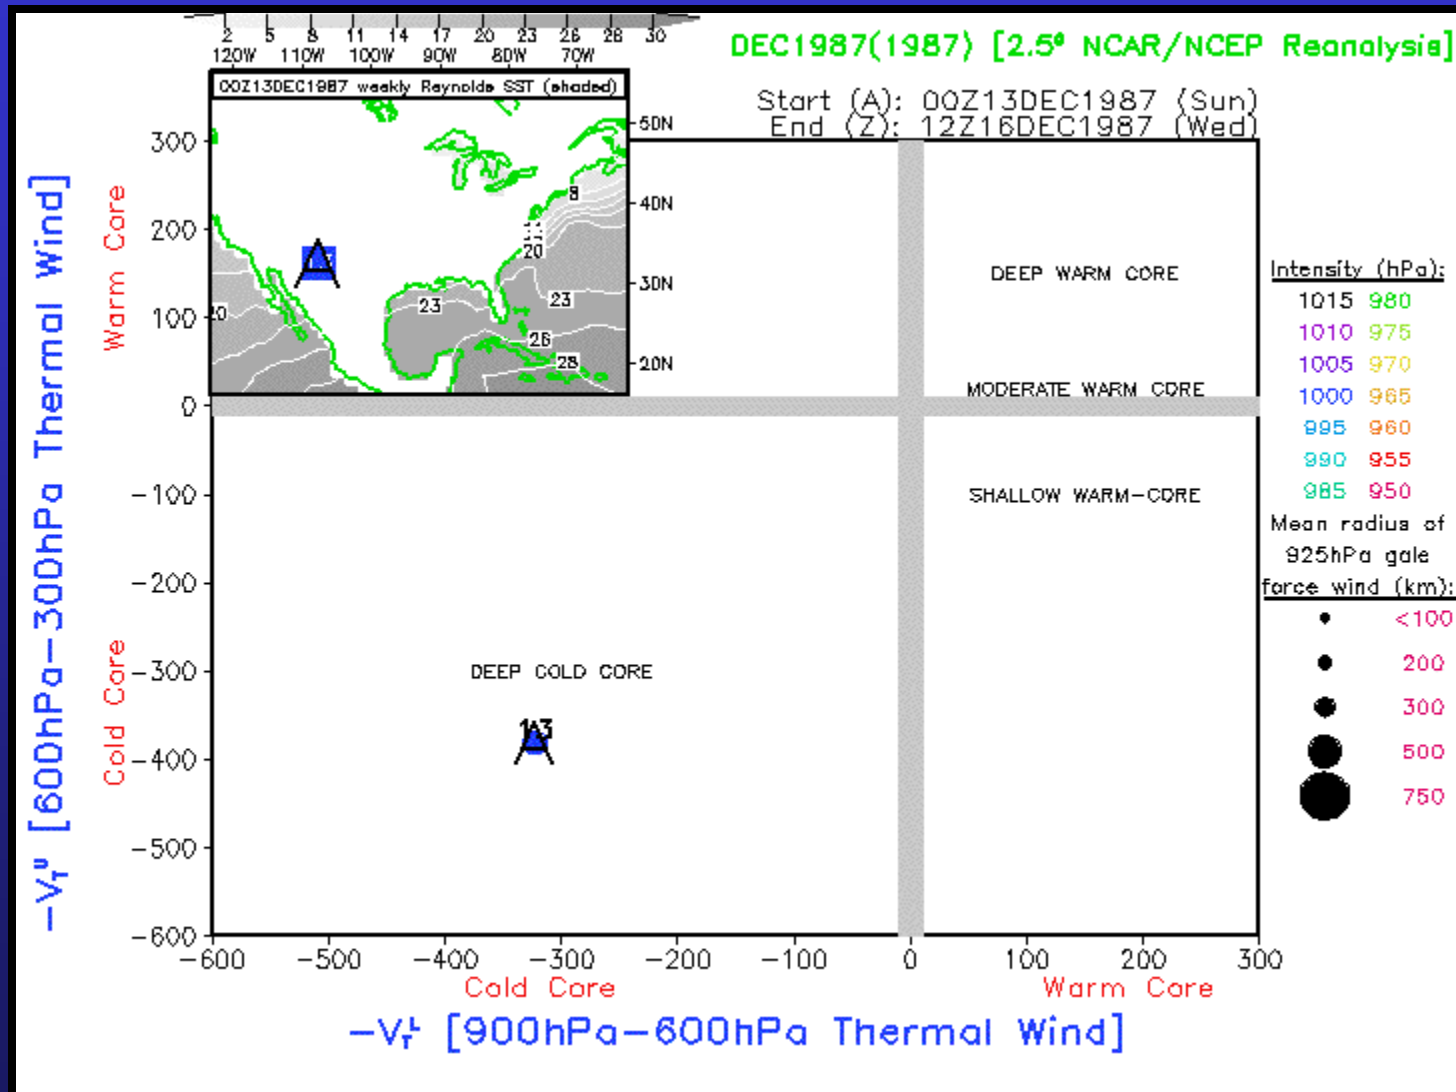 2 5 8 11 14 17 20 23 26 28 30
120W 110W 100W 90W 80W 70W
DEC1987(1987) [2.5° NCAR/NCEP Reanalysis]
00Z13DEC1987 weekly Reynolds SST (shaded)
Start (A): 00Z13DEC1987 (Sun)
End (Z): 12Z16DEC1987 (Wed)
50N
40N
30N
20N
8
20
23
23
26
28
20
A
300
200
100
0
-100
-200
-300
-400
-500
-600
Warm Core
Cold Core
-V_T^U [600hPa-300hPa Thermal Wind]
DEEP WARM CORE
MODERATE WARM CORE
SHALLOW WARM-CORE
DEEP COLD CORE
13
A
Intensity (hPa):
1015 980
1010 975
1005 970
1000 965
995 960
990 955
985 950
Mean radius of
925hPa gale
force wind (km):
<100
200
300
500
750
-600 -500 -400 -300 -200 -100 0 100 200 300
Cold Core Warm Core
-V_T^L [900hPa-600hPa Thermal Wind]